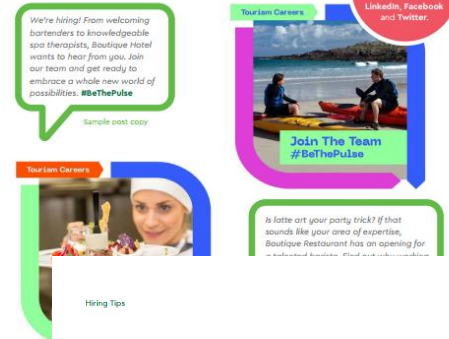 We're hiring! From welcoming
bartenders to knowledgeable
spa therapists, Boutique Hotel
wants to hear from you. Join
our team and get ready to
embrace a whole new world of
possibilities. #BeThePulse
Sample post copy
Tourism Careers
LinkedIn, Facebook
and Twitter.
Tourism Careers
Join The Team
#BeThePulse
Is latte art your party trick? If that
sounds like your area of expertise,
Boutique Restaurant has an opening for
Hiring Tips